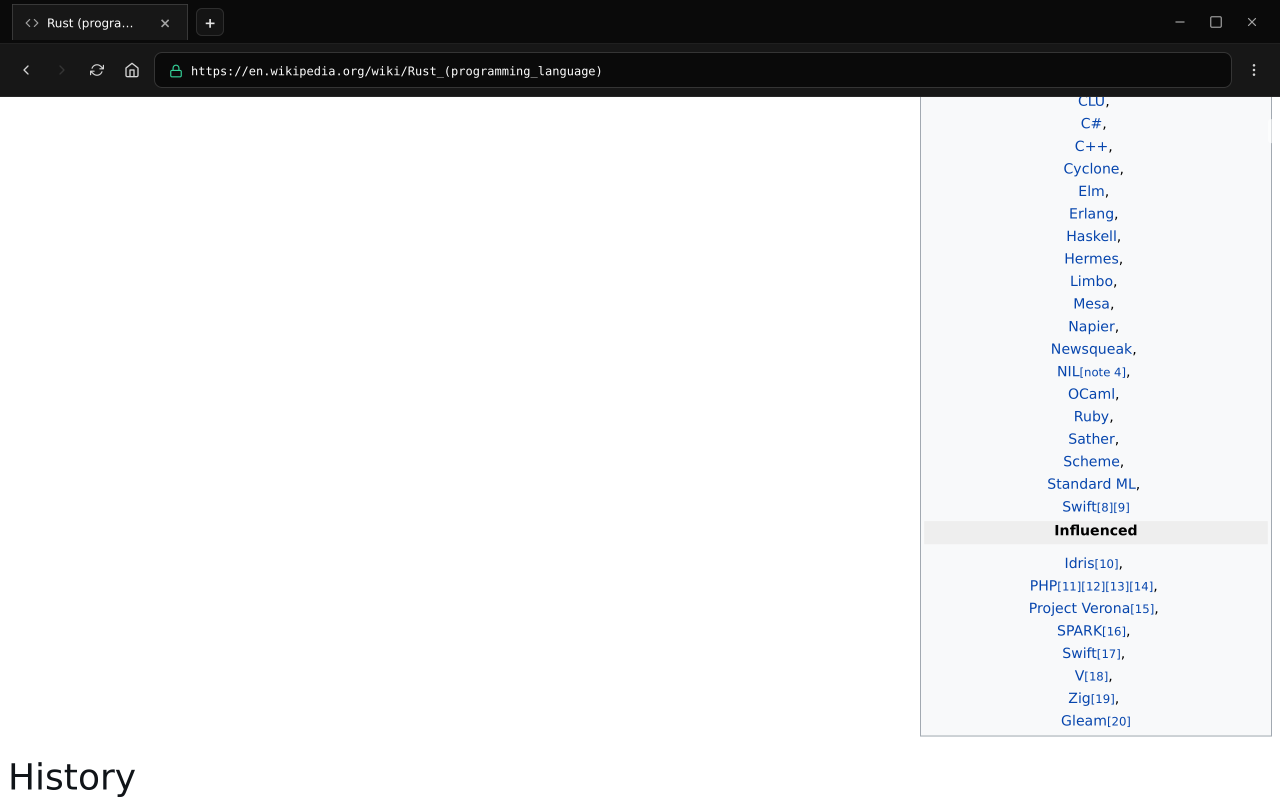 Rust (progra...
https://en.wikipedia.org/wiki/Rust_(programming_language)
CLU,
C#,
C++,
Cyclone,
Elm,
Erlang,
Haskell,
Hermes,
Limbo,
Mesa,
Napier,
Newsqueak,
NIL[note 4],
OCaml,
Ruby,
Sather,
Scheme,
Standard ML,
Swift[8][9]
Influenced
Idris[10],
PHP[11][12][13][14],
Project Verona[15],
SPARK[16],
Swift[17],
V[18],
Zig[19],
Gleam[20]
History